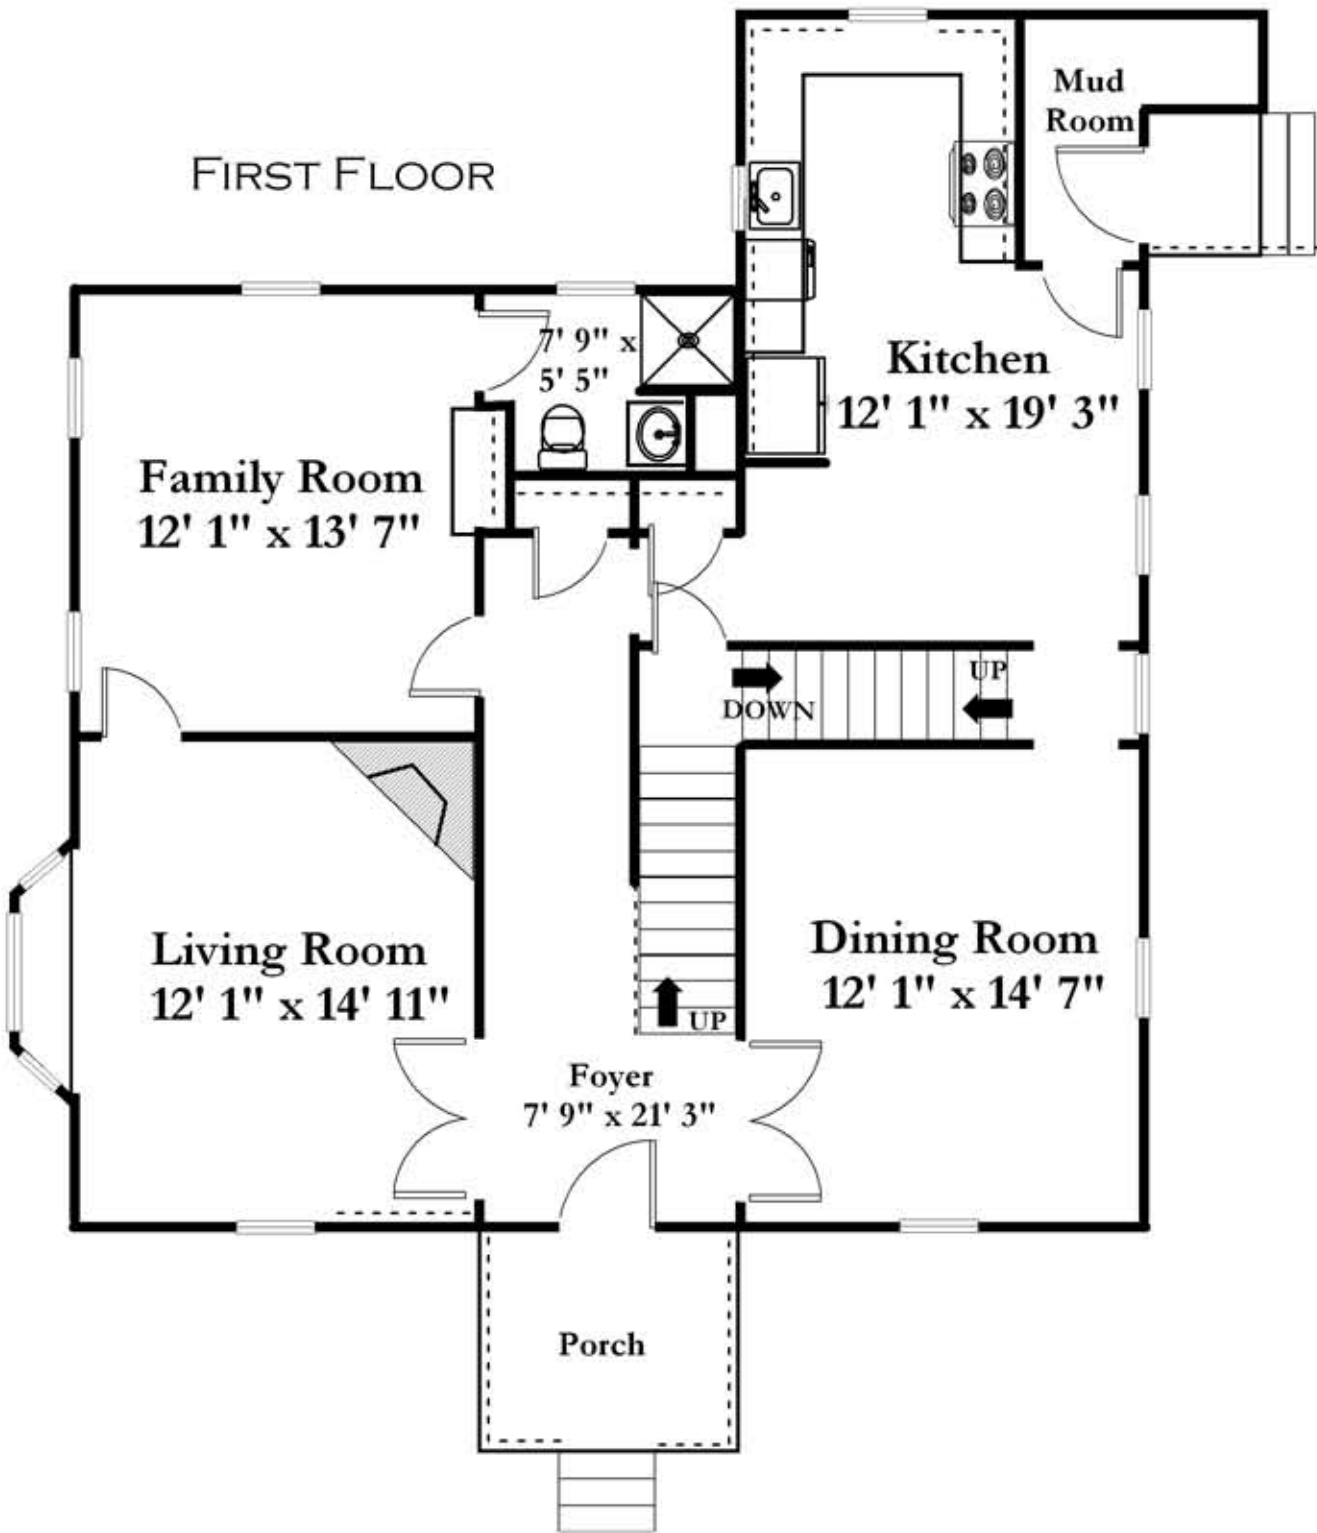 FIRST FLOOR
Mud
Room
7' 9" x
5' 5"
Kitchen
12' 1" x 19' 3"
Family Room
12' 1" x 13' 7"
UP
DOWN
Living Room
12' 1" x 14' 11"
Dining Room
12' 1" x 14' 7"
UP
Foyer
7' 9" x 21' 3"
Porch